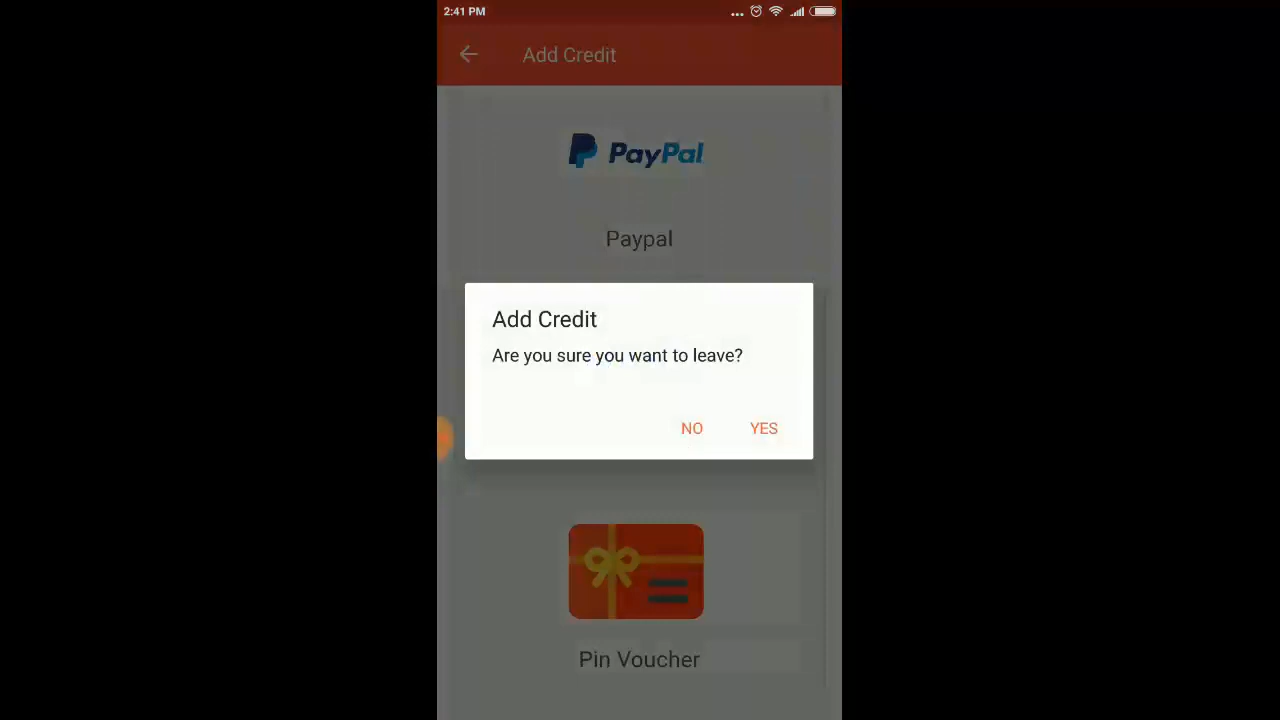 2:41 PM
Add Credit
PayPal
Paypal
Add Credit
Are you sure you want to leave?
NO YES
Pin Voucher